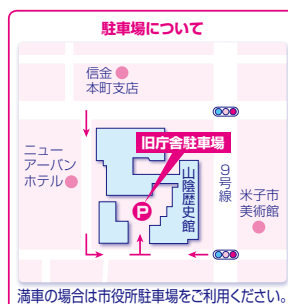 駐車場について
信金
本町支店
旧庁舎駐車場
ニュー
アーバン
ホテル
山陰歴史館
9号線
米子市
美術館
P
満車の場合は市役所駐車場をご利用ください。